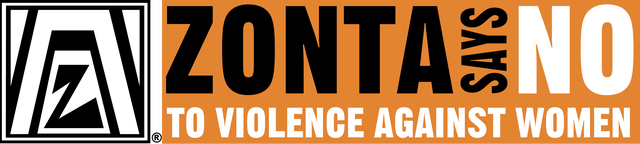 Z
®
ZONTA SAYS NO
TO VIOLENCE AGAINST WOMEN